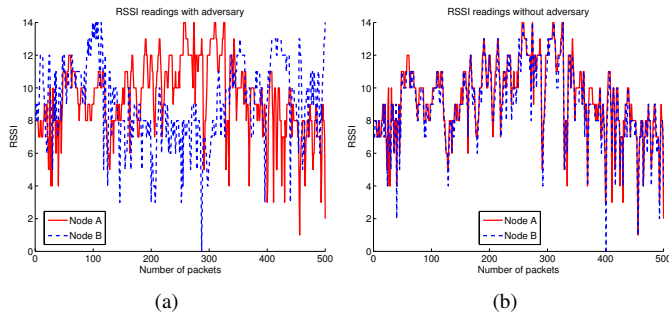 RSSI readings with adversary
14
12
10
8
6
4
2
0
RSSI
Node A
Node B
0 100 200 300 400 500
Number of packets
(a)
RSSI readings without adversary
14
12
10
8
6
4
2
0
RSSI
Node A
Node B
0 100 200 300 400 500
Number of packets
(b)